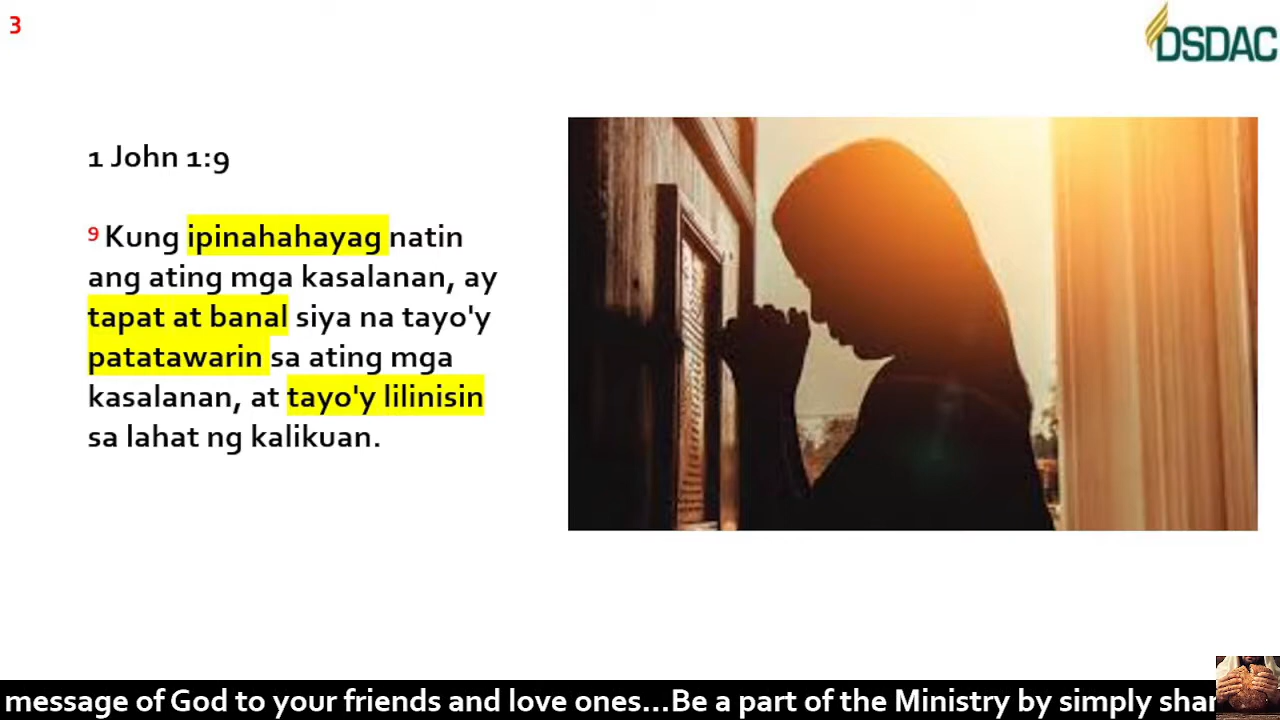 3
DSDAC
1 John 1:9
9 Kung ipinahahayag natin
ang ating mga kasalanan, ay
tapat at banal siya na tayo'y
patatawarin sa ating mga
kasalanan, at tayo'y lilinisin
sa lahat ng kalikuan.
message of God to your friends and love ones...Be a part of the Ministry by simply shar